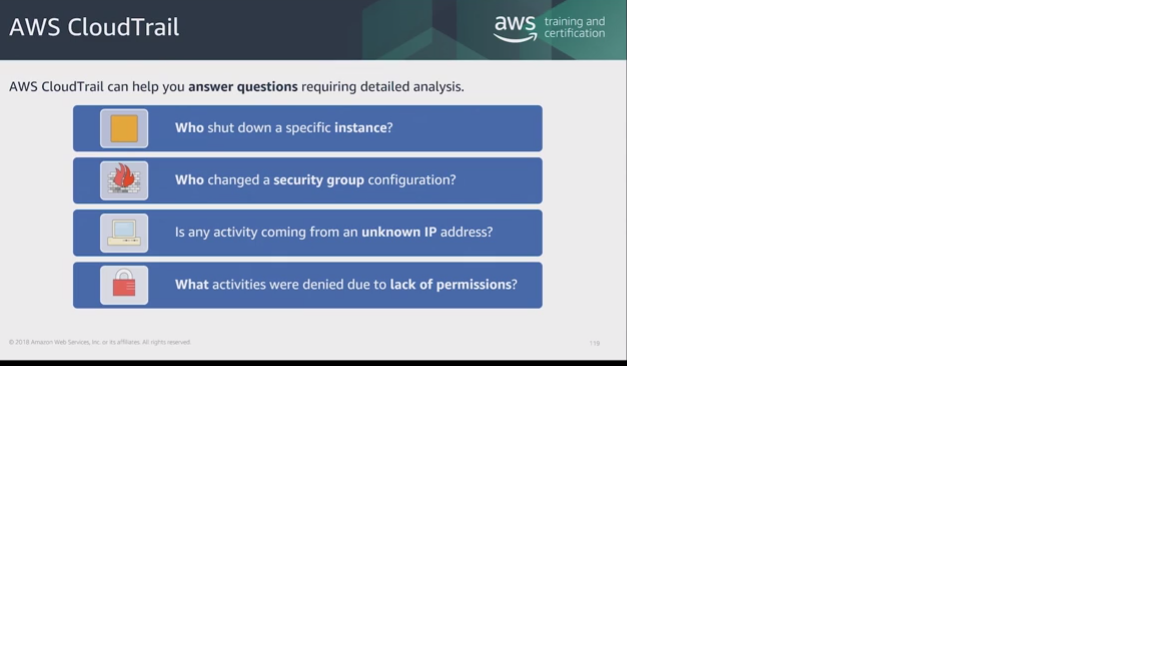 AWS CloudTrail
aws training and
certification
AWS CloudTrail can help you answer questions requiring detailed analysis.
Who shut down a specific instance?
Who changed a security group configuration?
Is any activity coming from an unknown IP address?
What activities were denied due to lack of permissions?
© 2018 Amazon Web Services, Inc. or its affiliates. All rights reserved.